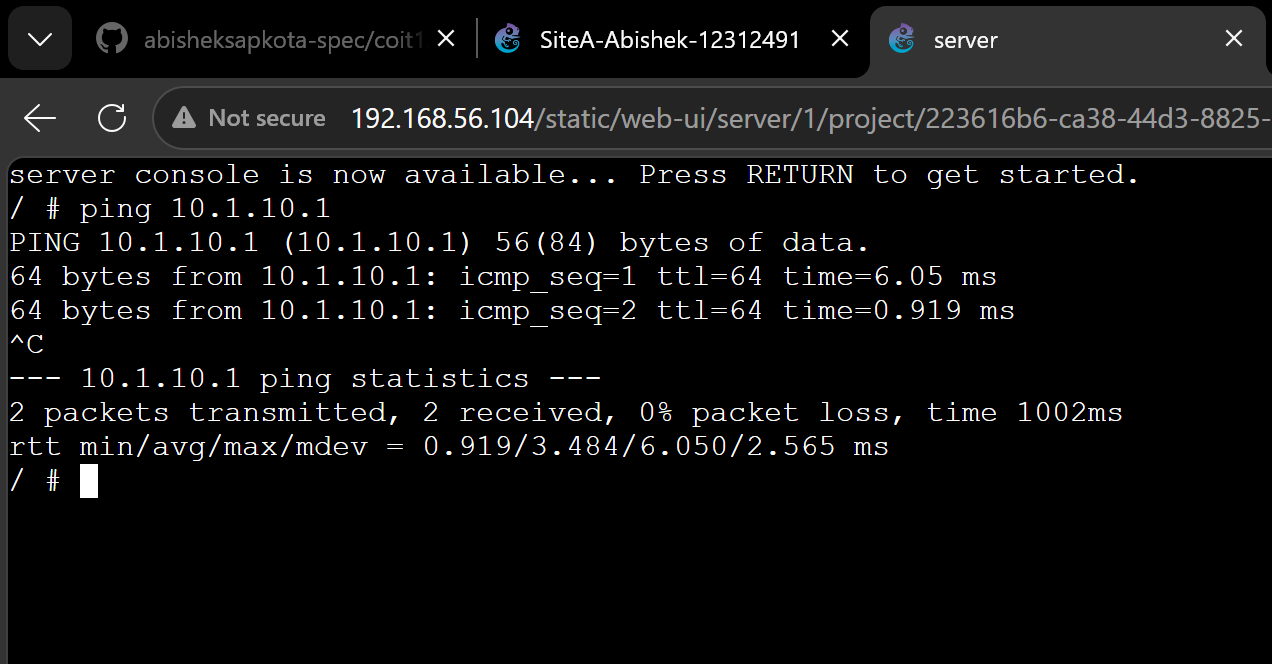 abisheksapkota-spec/coit1
SiteA-Abishek-12312491
server
Not secure 192.168.56.104/static/web-ui/server/1/project/223616b6-ca38-44d3-8825-
server console is now available... Press RETURN to get started.
/ # ping 10.1.10.1
PING 10.1.10.1 (10.1.10.1) 56(84) bytes of data.
64 bytes from 10.1.10.1: icmp_seq=1 ttl=64 time=6.05 ms
64 bytes from 10.1.10.1: icmp_seq=2 ttl=64 time=0.919 ms
^C
--- 10.1.10.1 ping statistics ---
2 packets transmitted, 2 received, 0% packet loss, time 1002ms
rtt min/avg/max/mdev = 0.919/3.484/6.050/2.565 ms
/ #